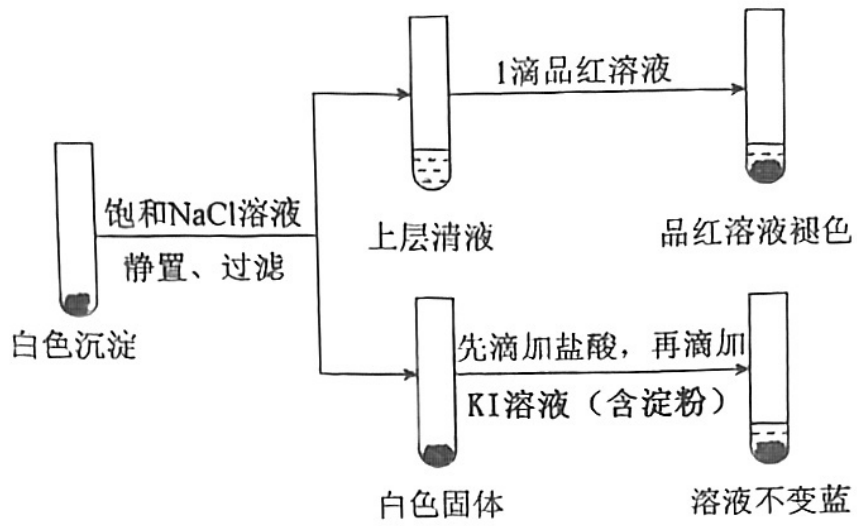 1滴品红溶液
饱和NaCl溶液
静置、过滤
上层清液
品红溶液褪色
白色沉淀
先滴加盐酸，再滴加
KI溶液（含淀粉）
白色固体
溶液不变蓝